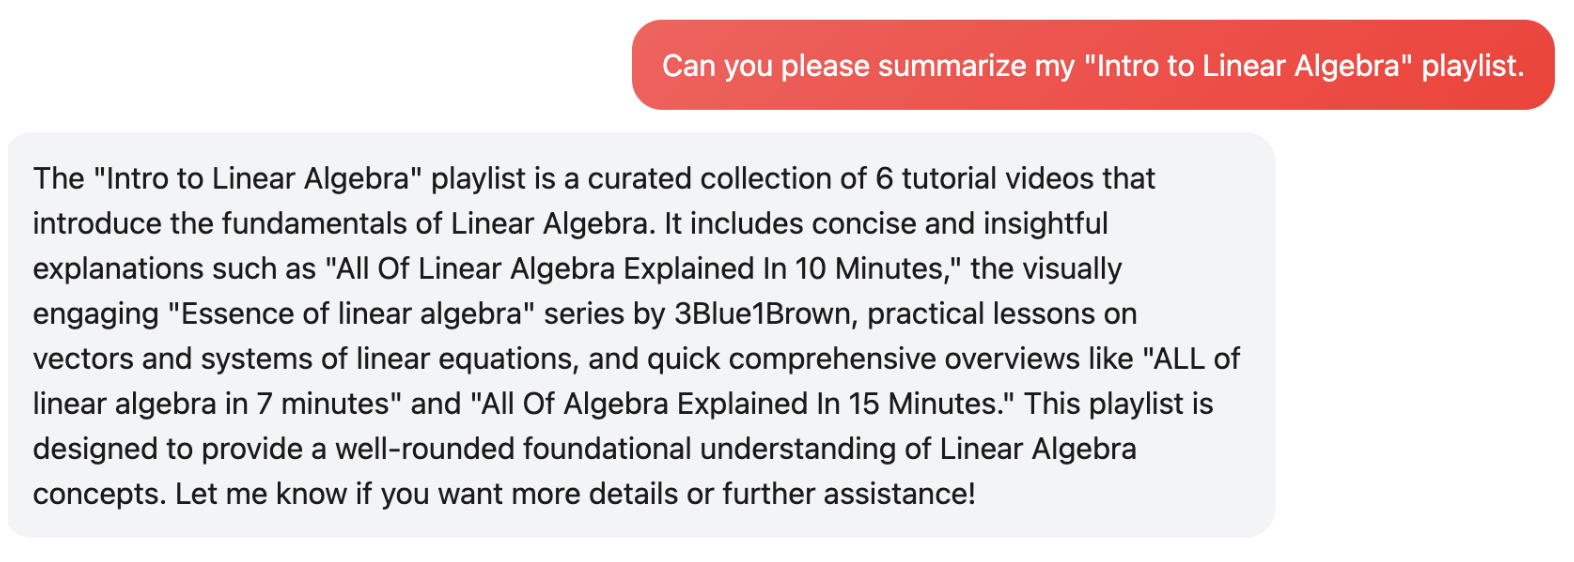 Can you please summarize my "Intro to Linear Algebra" playlist.
The "Intro to Linear Algebra" playlist is a curated collection of 6 tutorial videos that
introduce the fundamentals of Linear Algebra. It includes concise and insightful
explanations such as "All Of Linear Algebra Explained In 10 Minutes," the visually
engaging "Essence of linear algebra" series by 3Blue1Brown, practical lessons on
vectors and systems of linear equations, and quick comprehensive overviews like "ALL of
linear algebra in 7 minutes" and "All Of Algebra Explained In 15 Minutes." This playlist is
designed to provide a well-rounded foundational understanding of Linear Algebra
concepts. Let me know if you want more details or further assistance!